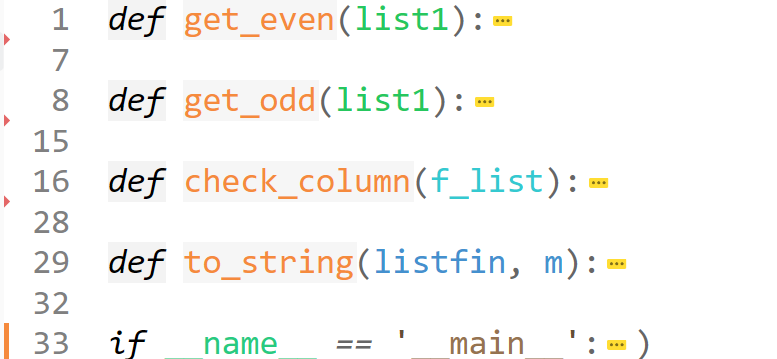 1 def get_even(list1):
7
8 def get_odd(list1):
15
16 def check_column(f_list):
28
29 def to_string(listfin, m):
32
33 if __name__ == '__main__': )